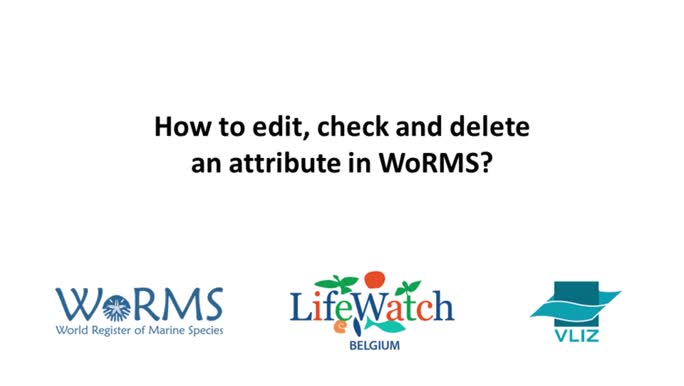 How to edit, check and delete
an attribute in WoRMS?
WoRMS
World Register of Marine Species
LifeWatch
BELGIUM
VLIZ